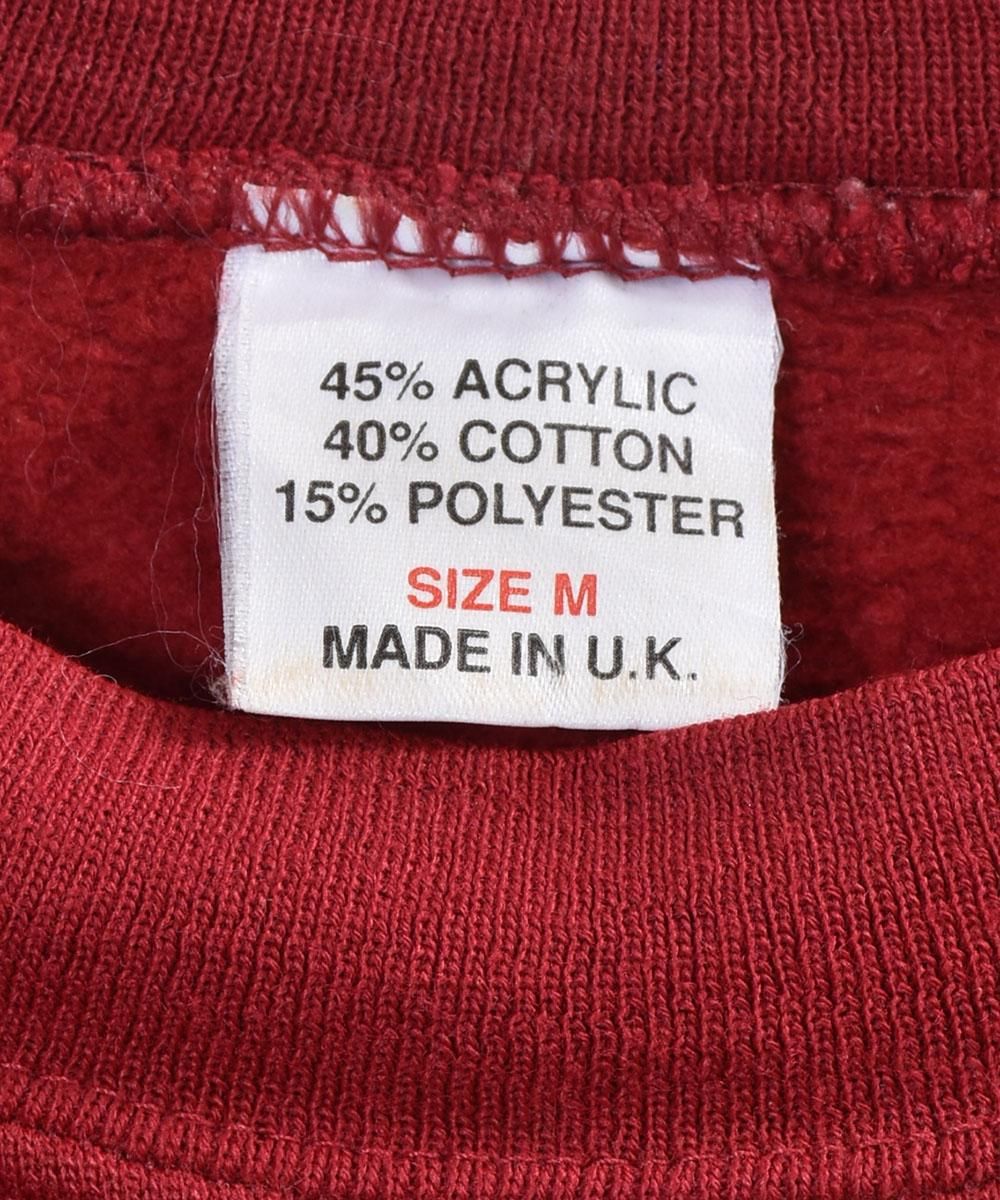 45% ACRYLIC
40% COTTON
15% POLYESTER
SIZE M
MADE IN U.K.